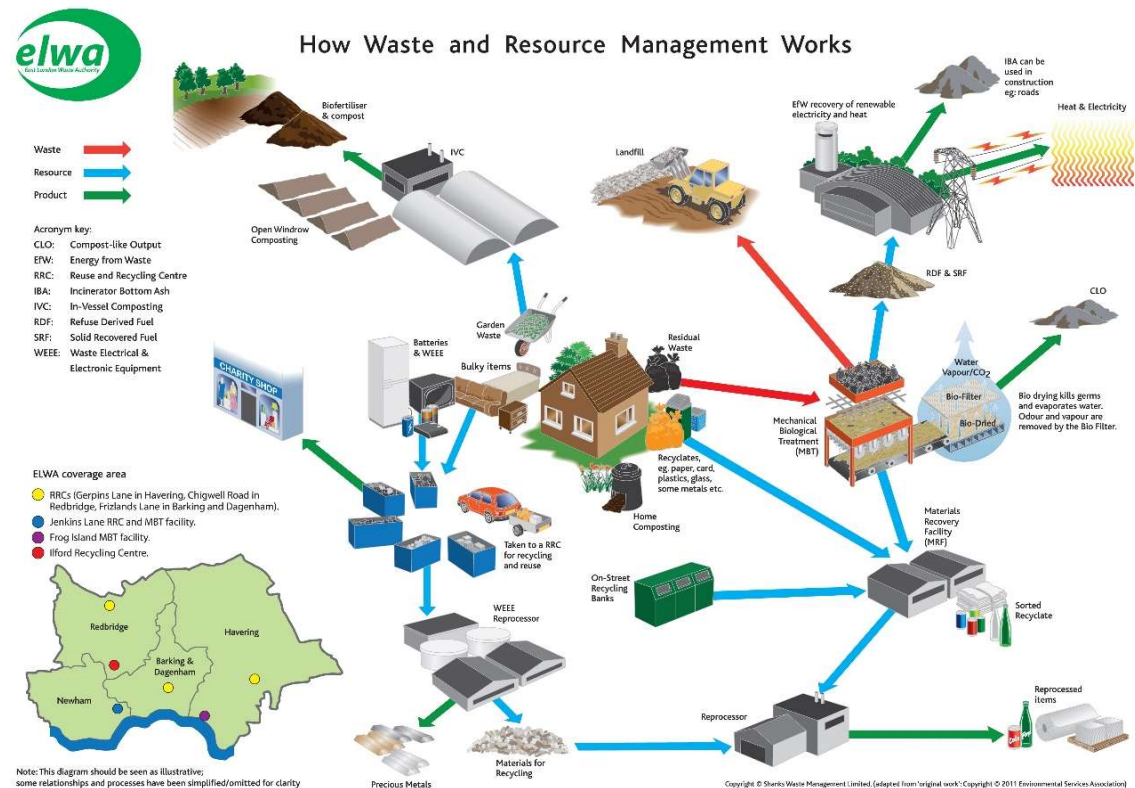 elwa
East London Waste Authority
How Waste and Resource Management Works
Waste
Resource
Product
Acronym key:
CLO: Compost-like Output
EfW: Energy from Waste
RRC: Reuse and Recycling Centre
IBA: Incinerator Bottom Ash
IVC: In-Vessel Composting
RDF: Refuse Derived Fuel
SRF: Solid Recovered Fuel
WEEE: Waste Electrical &
Electronic Equipment
Biofertiliser
& compost
IVC
Open Windrow
Composting
Landfill
EfW recovery of renewable
electricity and heat
IBA can be
used in
construction
eg: roads
Heat & Electricity
RDF & SRF
CLO
Garden
Waste
Batteries
& WEEE
Bulky items
Residual
Waste
Water
Vapour/CO2
Bio-Filter
Bio-Dried
Bio drying kills germs
and evaporates water.
Odour and vapour are
removed by the Bio Filter.
Mechanical
Biological
Treatment
(MBT)
CHARITY SHOP
Recyclates,
eg. paper, card,
plastics, glass,
some metals etc.
Home
Composting
Taken to a RRC
for recycling
and reuse
Materials
Recovery
Facility
(MRF)
On-Street
Recycling
Banks
Sorted
Recyclate
WEEE
Reprocessor
Reprocessor
Reprocessed
items
Precious Metals
Materials for
Recycling
ELWA coverage area
RRCs (Gerpins Lane in Havering, Chigwell Road in
Redbridge, Frizlands Lane in Barking and Dagenham).
Jenkins Lane RRC and MBT facility.
Frog Island MBT facility.
Ilford Recycling Centre.
Redbridge
Havering
Barking &
Dagenham
Newham
Note: This diagram should be seen as illustrative;
some relationships and processes have been simplified/omitted for clarity
Copyright © Shanks Waste Management Limited, (adapted from 'original work': Copyright © 2011 Environmental Services Association)